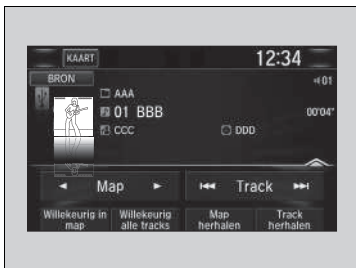 KAART 12:34
BRON 01
AAA
01 BBB 00'04"
CCC DDD
Map Track
Willekeurig in map Willekeurig alle tracks Map herhalen Track herhalen